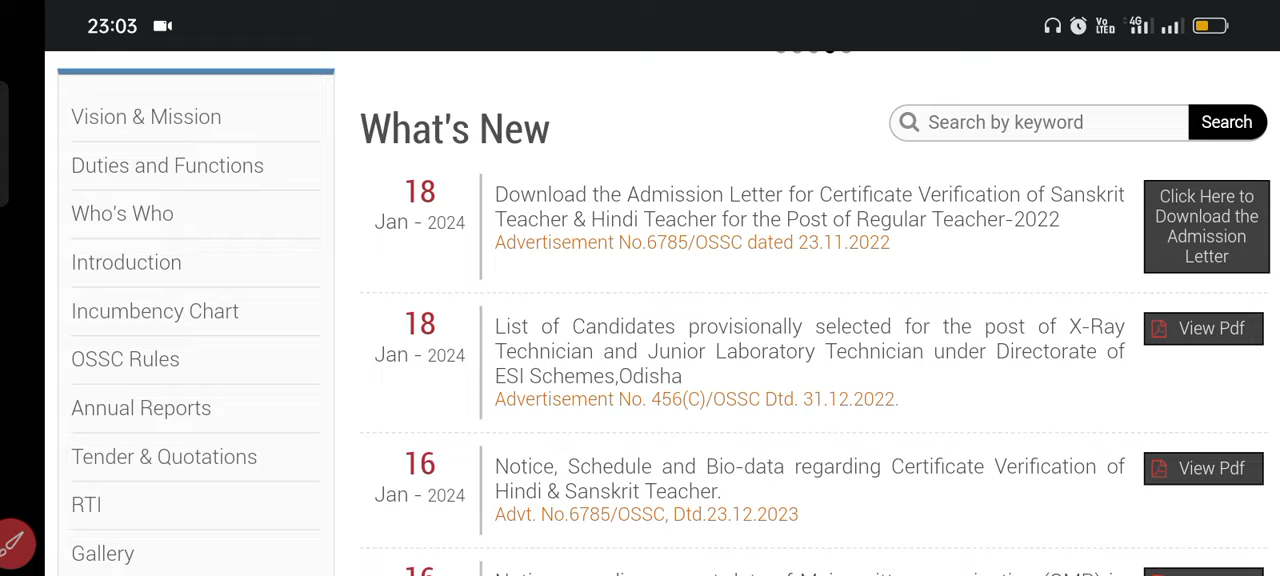 23:03
Vo LTED 4G
Vision & Mission
Duties and Functions
Who's Who
Introduction
Incumbency Chart
OSSC Rules
Annual Reports
Tender & Quotations
RTI
Gallery
What's New
Search by keyword
Search
18
Jan - 2024
Download the Admission Letter for Certificate Verification of Sanskrit
Teacher & Hindi Teacher for the Post of Regular Teacher-2022
Advertisement No.6785/OSSC dated 23.11.2022
Click Here to
Download the
Admission
Letter
18
Jan - 2024
List of Candidates provisionally selected for the post of X-Ray
Technician and Junior Laboratory Technician under Directorate of
ESI Schemes,Odisha
Advertisement No. 456(C)/OSSC Dtd. 31.12.2022.
View Pdf
16
Jan - 2024
Notice, Schedule and Bio-data regarding Certificate Verification of
Hindi & Sanskrit Teacher.
Advt. No.6785/OSSC, Dtd.23.12.2023
View Pdf
16